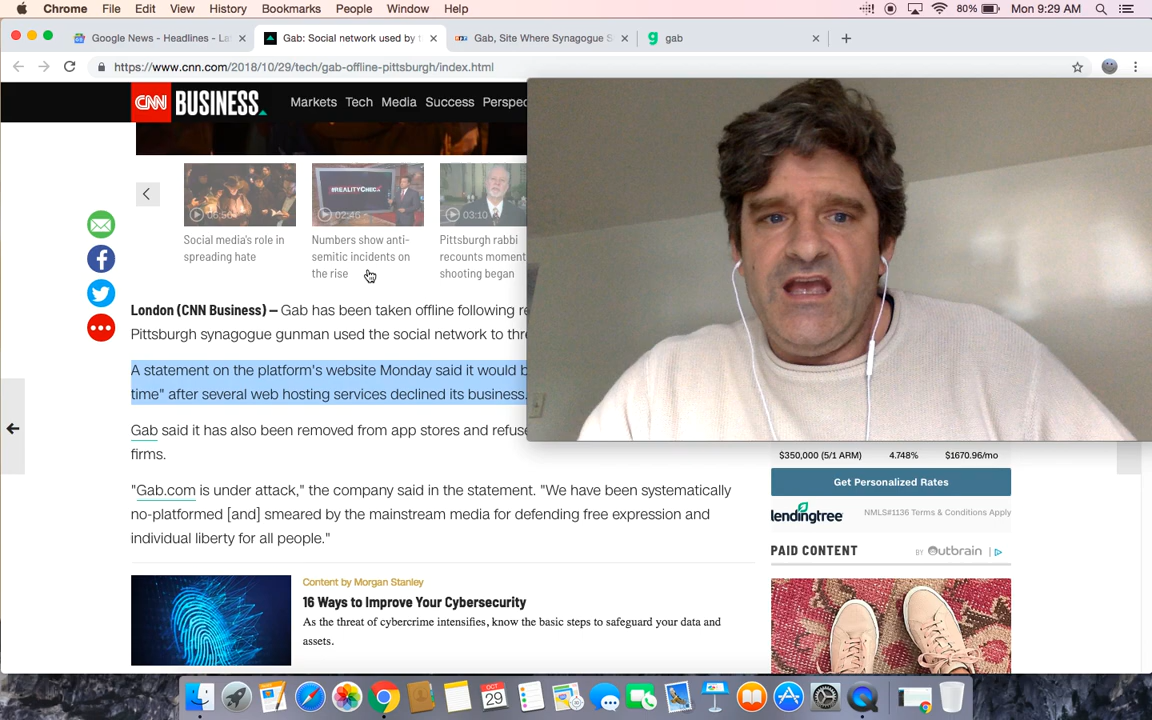 Chrome File Edit View History Bookmarks People Window Help 80% Mon 9:29 AM
Google News - Headlines - La
Gab: Social network used by t
Gab, Site Where Synagogue S
gab
https://www.cnn.com/2018/10/29/tech/gab-offline-pittsburgh/index.html
CNN BUSINESS Markets Tech Media Success Perspec
#REALITYCHECK
02:46
03:10
Social media's role in
spreading hate
Numbers show anti-
semitic incidents on
the rise
Pittsburgh rabbi
recounts moment
shooting began
London (CNN Business) – Gab has been taken offline following re
Pittsburgh synagogue gunman used the social network to thre
A statement on the platform's website Monday said it would b
time" after several web hosting services declined its business.
Gab said it has also been removed from app stores and refuse
firms.
"Gab.com is under attack," the company said in the statement. "We have been systematically
no-platformed [and] smeared by the mainstream media for defending free expression and
individual liberty for all people."
Content by Morgan Stanley
16 Ways to Improve Your Cybersecurity
As the threat of cybercrime intensifies, know the basic steps to safeguard your data and
assets.
$350,000 (5/1 ARM) 4.748% $1670.96/mo
Get Personalized Rates
lendingtree NMLS#1136 Terms & Conditions Apply
PAID CONTENT BY Outbrain
OCT
29